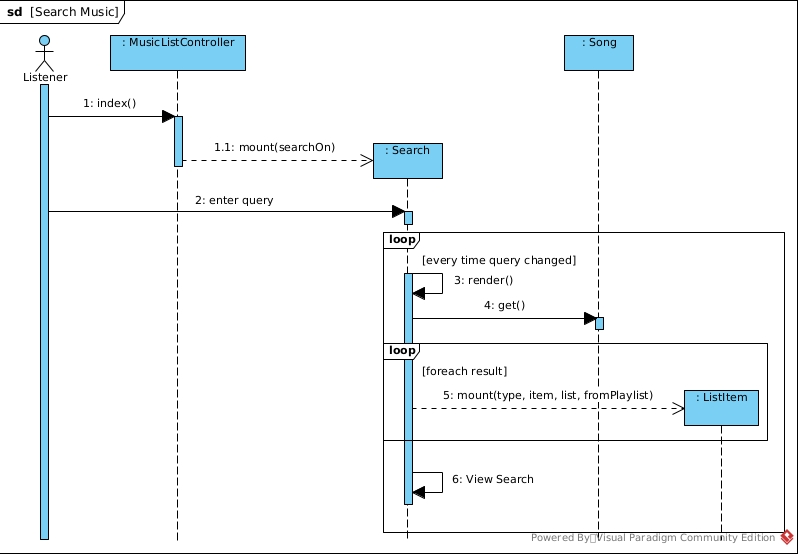 sd [Search Music]
: MusicListController
: Song
Listener
1: index()
1.1: mount(searchOn)
: Search
2: enter query
loop
[every time query changed]
3: render()
4: get()
loop
[foreach result]
5: mount(type, item, list, fromPlaylist)
: ListItem
6: View Search
Powered By Visual Paradigm Community Edition